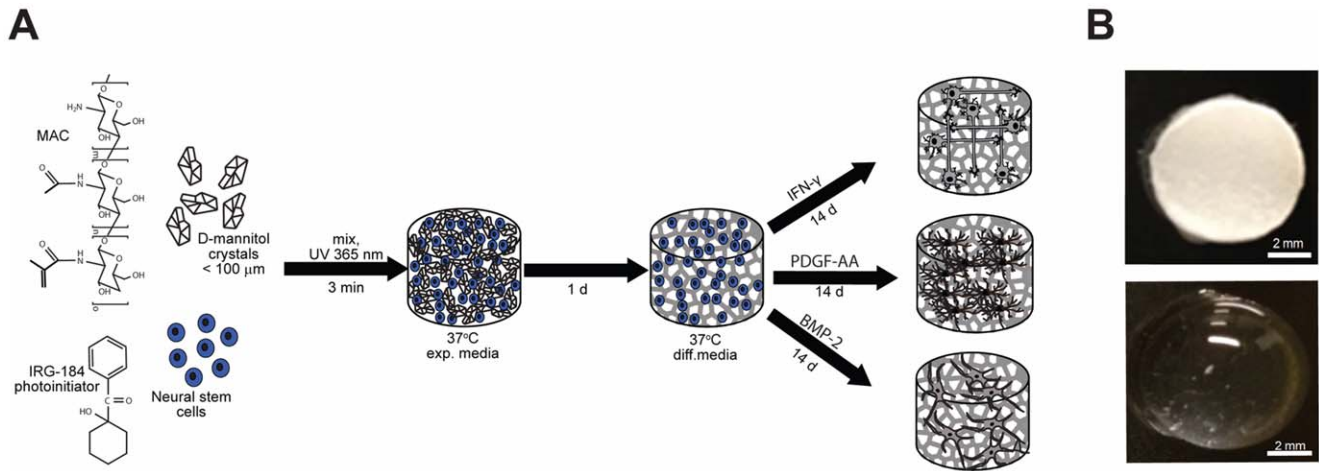 A
B
H₂N
O
O
OH
OH
m
MAC
O
N
H
O
O
OH
OH
n
O
N
H
O
O
OH
OH
o
D-mannitol
crystals
< 100 µm
IRG-184
photoinitiator
C
O
HO
Neural stem
cells
mix,
UV 365 nm
3 min
37°C
exp. media
1 d
37°C
diff.media
IFN-γ
14 d
PDGF-AA
14 d
BMP-2
14 d
2 mm
2 mm